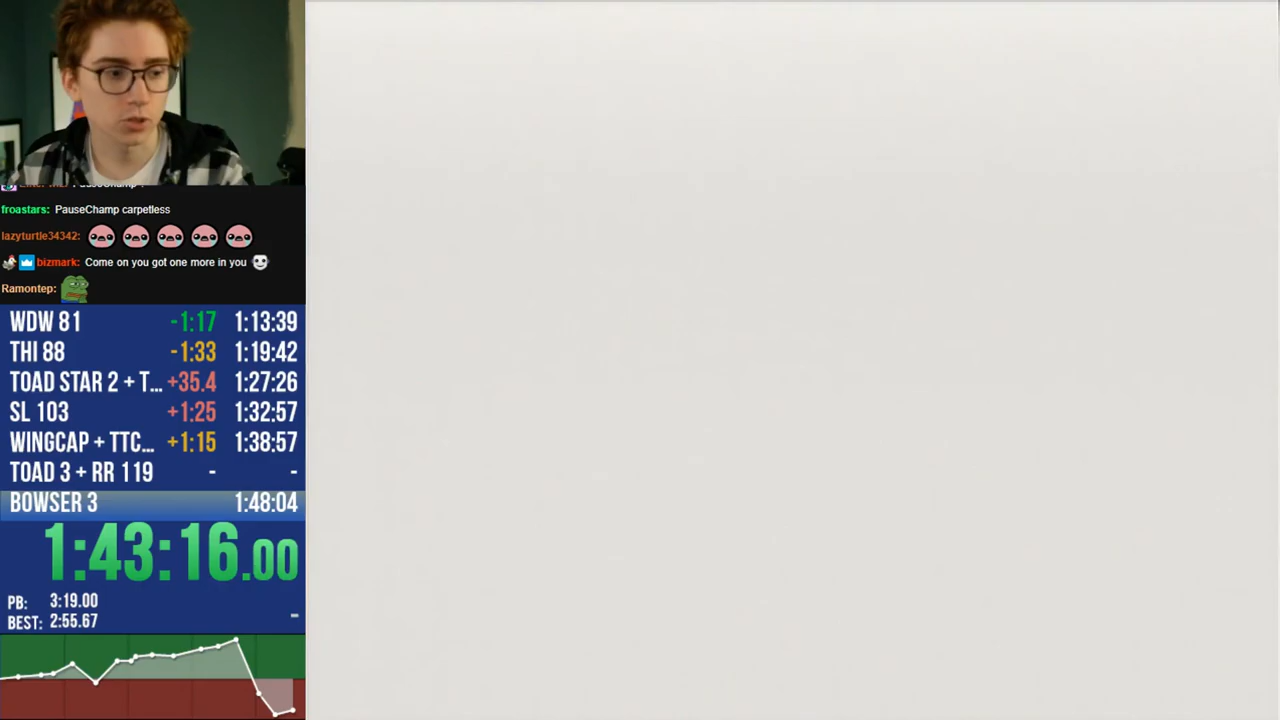 froastars: PauseChamp carpetless
lazyturtle34342:
bizmark: Come on you got one more in you
Ramontep:
WDW 81 -1:17 1:13:39
THI 88 -1:33 1:19:42
TOAD STAR 2 + T... +35.4 1:27:26
SL 103 +1:25 1:32:57
WINGCAP + TTC... +1:15 1:38:57
TOAD 3 + RR 119 - -
BOWSER 3 1:48:04
1:43:16.00
PB: 3:19.00
BEST: 2:55.67 -